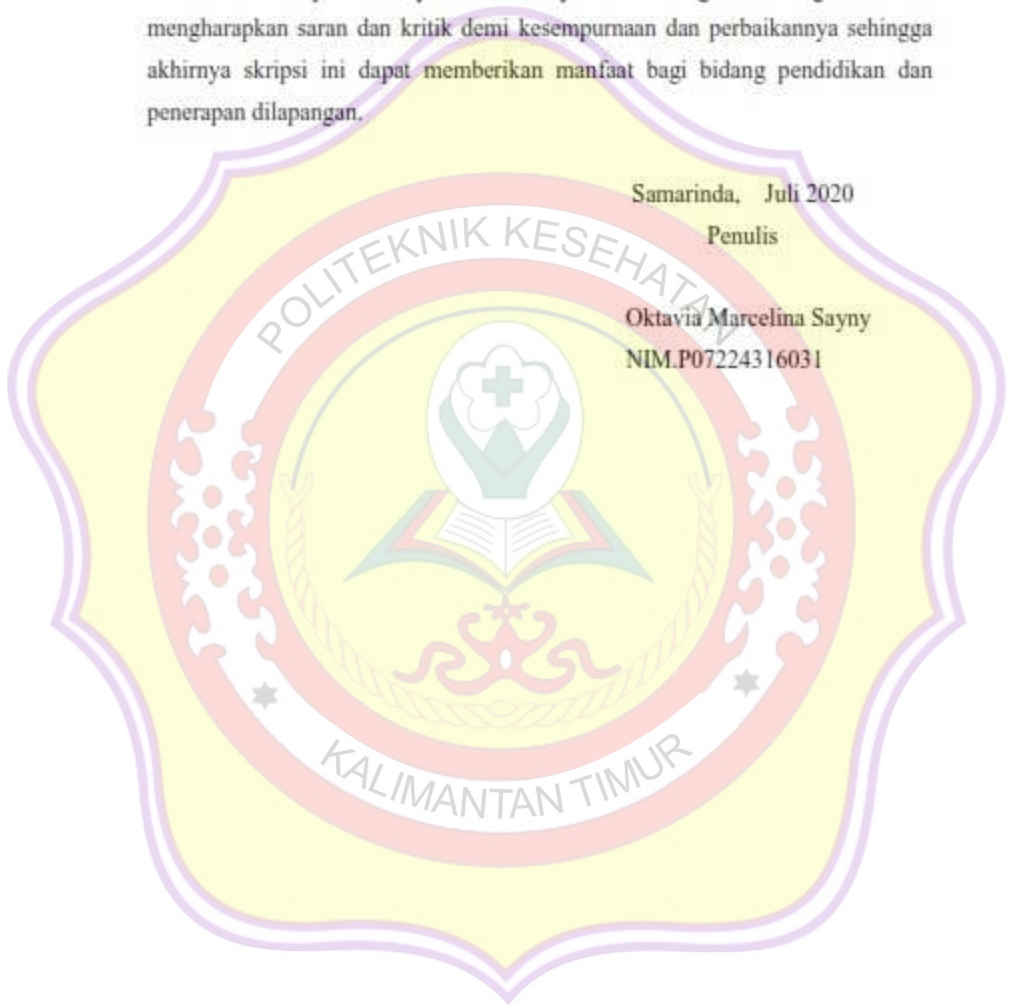 mengharapkan saran dan kritik demi kesempurnaan dan perbaikannya sehingga
akhirnya skripsi ini dapat memberikan manfaat bagi bidang pendidikan dan
penerapan dilapangan.
Samarinda, Juli 2020
Penulis
Oktavia Marcelina Sayny
NIM.P07224316031
POLITEKNIK KESEHATAN
KALIMANTAN TIMUR